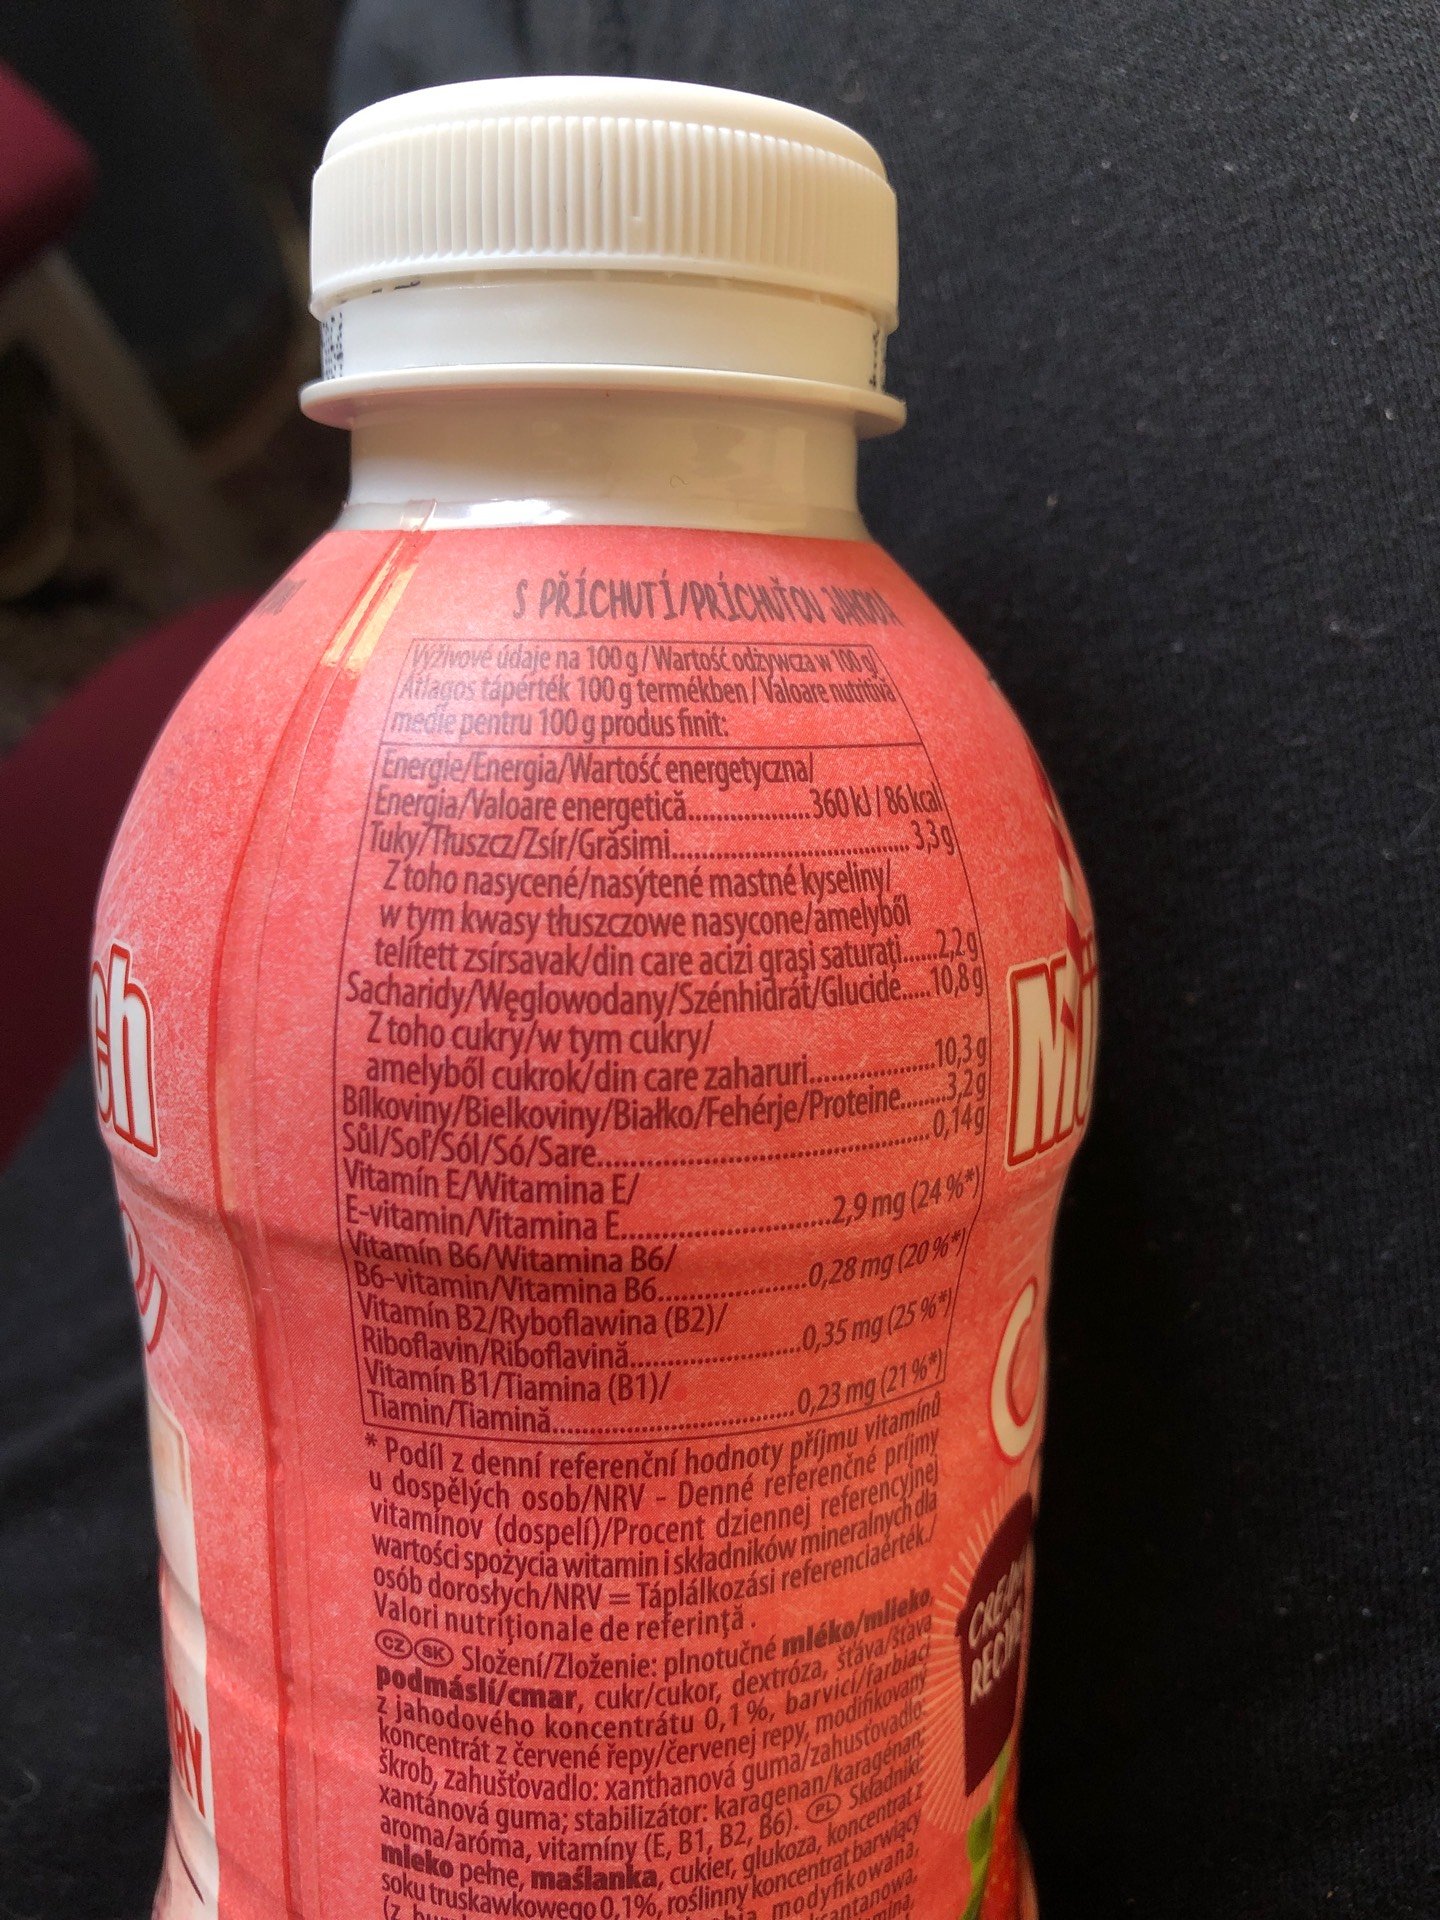 S PŘÍCHUTÍ/PRÍCHUŤOU JAHODA
Výživové údaje na 100 g / Wartość odżywcza w 100 g/
Átlagos tápérték 100 g termékben / Valoare nutritivă
medie pentru 100 g produs finit:
Energie/Energia/Wartość energetyczna/
Energia/Valoare energetică..................360 kJ / 86 kcal
Tuky/Tłuszcz/Zsír/Grăsimi.................................... 3,3 g
Z toho nasycené/nasýtené mastné kyseliny/
w tym kwasy tłuszczowe nasycone/amelyből
telített zsírsavak/din care acizi grași saturați......2,2 g
Sacharidy/Węglowodany/Szénhidrát/Glucide.....10,8 g
Z toho cukry/w tym cukry/
amelyből cukrok/din care zaharuri...................10,3 g
Bílkoviny/Bielkoviny/Białko/Fehérje/Proteine.......3,2 g
Sůl/Soľ/Sól/Só/Sare..................................................0,14 g
Vitamín E/Witamina E/
E-vitamin/Vitamina E................................2,9 mg (24 %*)
Vitamín B6/Witamina B6/
B6-vitamin/Vitamina B6......................0,28 mg (20 %*)
Vitamín B2/Ryboflawina (B2)/
Riboflavin/Riboflavină.........................0,35 mg (25 %*)
Vitamín B1/Tiamina (B1)/
Tiamin/Tiamină....................................0,23 mg (21 %*)
* Podíl z denní referenční hodnoty příjmu vitamínů
u dospělých osob/NRV - Denné referenčné príjmy
vitamínov (dospelí)/Procent dziennej referencyjnej
wartości spożycia witamin i składników mineralnych dla
osób dorosłych/NRV = Táplálkozási referenciaérték./
Valori nutriționale de referință.
CZ SK Složení/Zloženie: plnotučné mléko/mlieko,
podmáslí/cmar, cukr/cukor, dextróza, šťáva/šťava
z jahodového koncentrátu 0,1 %, barvicí/farbiaci
koncentrát z červené řepy/červenej repy, modifikovaný
škrob, zahušťovadlo: xanthanová guma/zahusťovadlo:
xantánová guma; stabilizátor: karagenan/karagénan,
aroma/aróma, vitamíny (E, B1, B2, B6). PL Składniki:
mleko pełne, maślanka, cukier, glukoza, koncentrat z
soku truskawkowego 0,1%, roślinny koncentrat barwiący
modyfikowana,
eh
RY
Mü
C
CREAMY